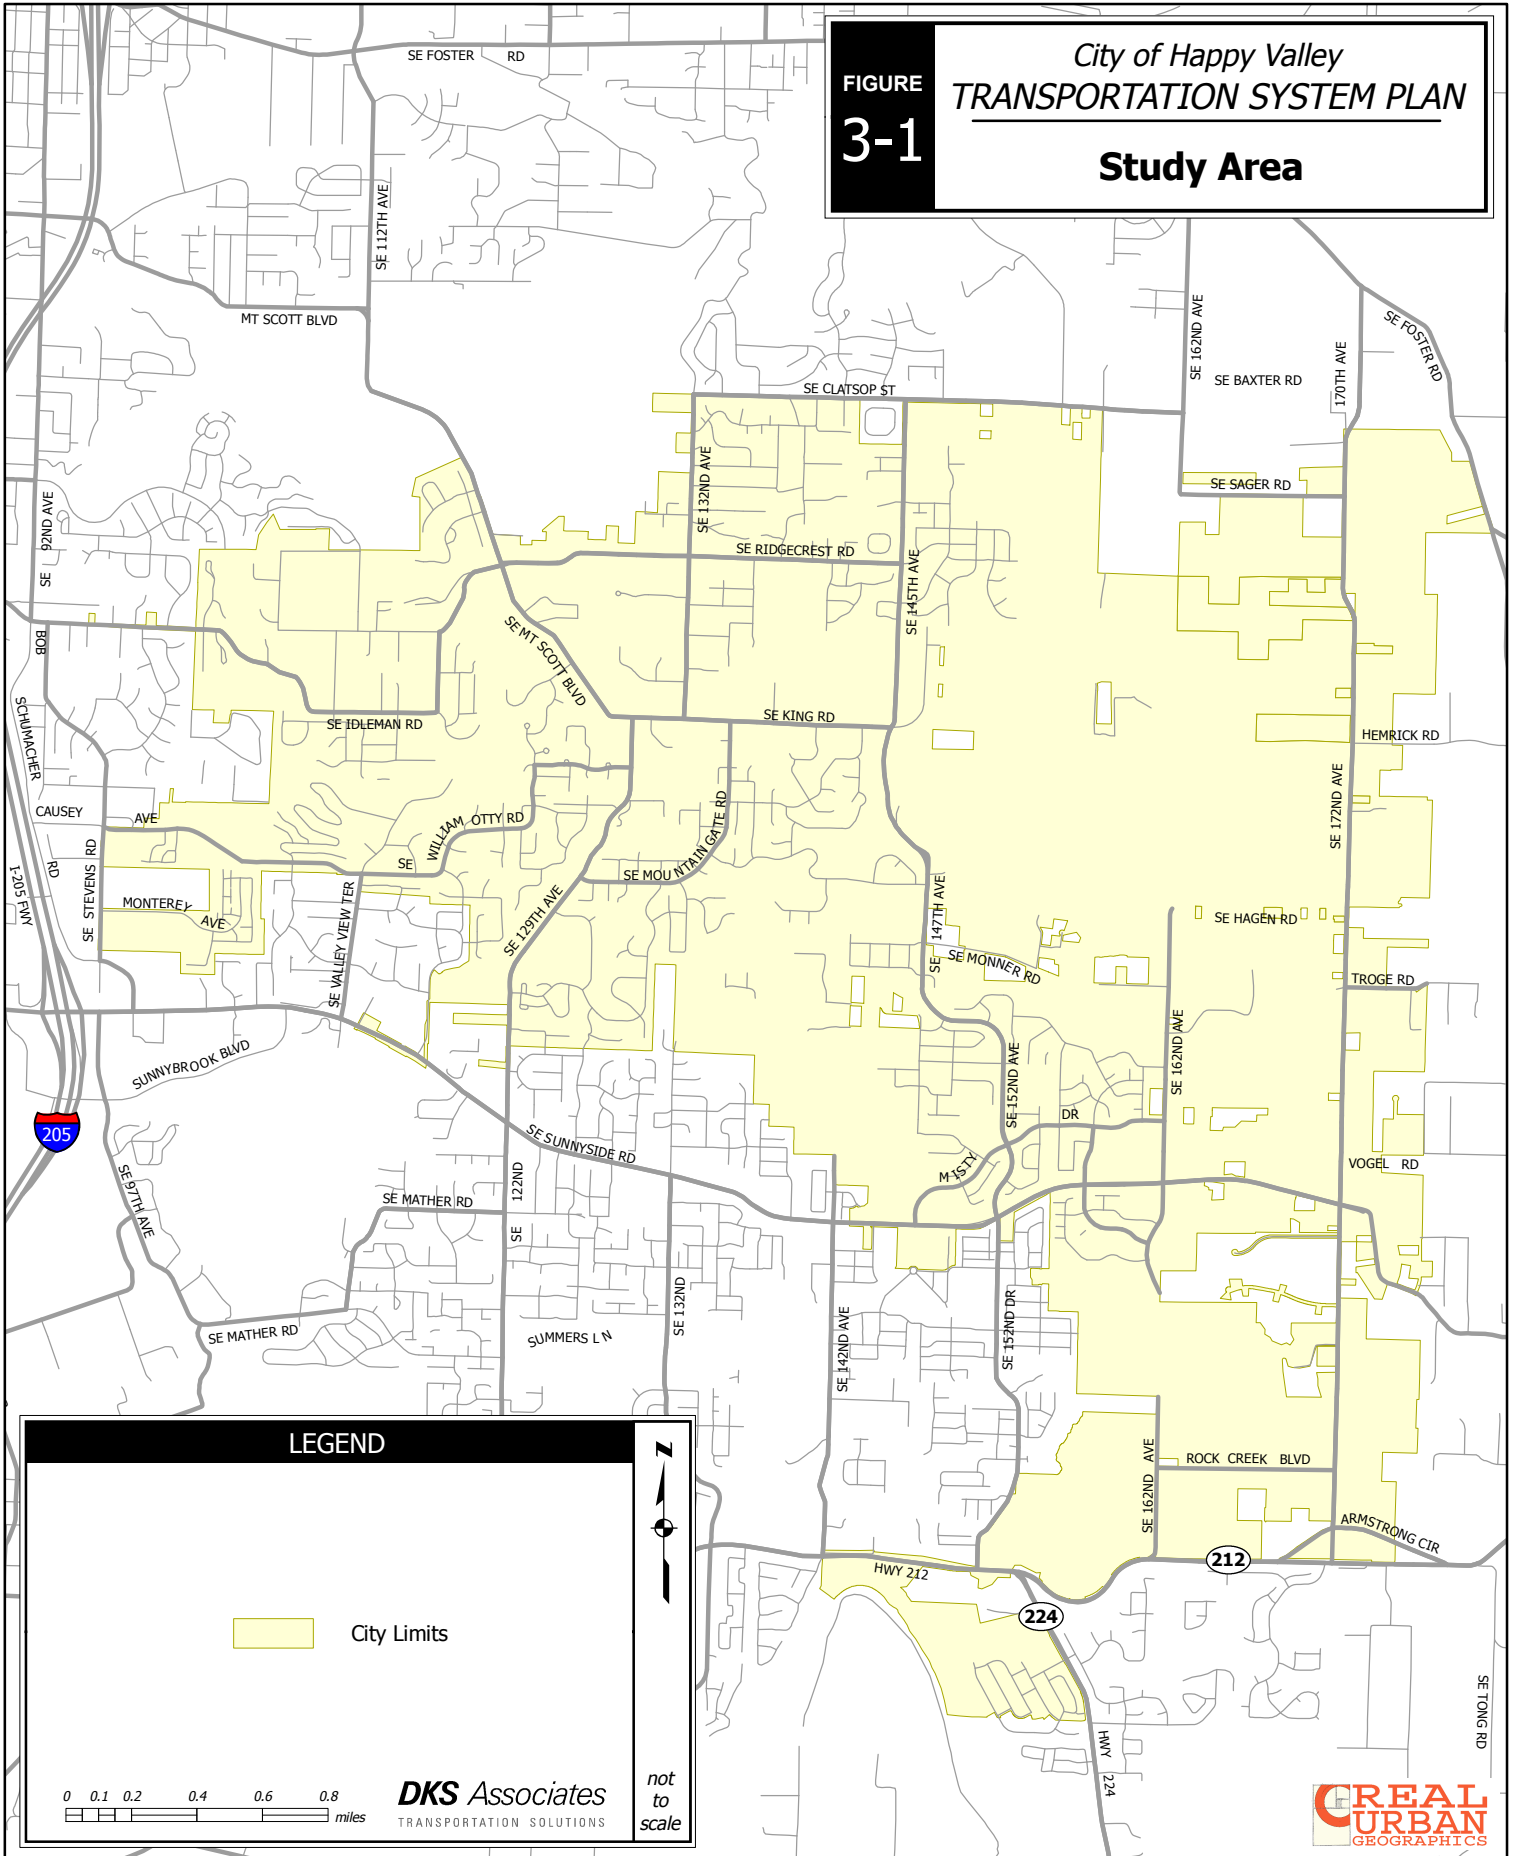 FIGURE
3-1
City of Happy Valley
TRANSPORTATION SYSTEM PLAN
Study Area
SE FOSTER RD
SE 112TH AVE
MT SCOTT BLVD
SE CLATSOP ST
SE 162ND AVE
SE BAXTER RD
170TH AVE
SE FOSTER RD
SE SAGER RD
SE 92ND AVE
SE 132ND AVE
SE RIDGECREST RD
SE 145TH AVE
SE MT SCOTT BLVD
SE KING RD
SE IDLEMAN RD
BOB
SCHUMACHER
RD
HEMRICK RD
SE 172ND AVE
CAUSEY AVE
SE WILLIAM OTTY RD
SE MOUNTAIN GATE RD
SE STEVENS RD
MONTEREY AVE
I-205 FWY
SE VALLEY VIEW TER
SE 129TH AVE
SE 147TH AVE
SE MONNER RD
SE HAGEN RD
TROGE RD
SUNNYBROOK BLVD
SE 152ND AVE
SE 162ND AVE
205
SE SUNNYSIDE RD
MISTY DR
VOGEL RD
SE 97TH AVE
SE MATHER RD
SE 122ND
SE MATHER RD
SUMMERS LN
SE 132ND
SE 142ND AVE
SE 152ND DR
SE 162ND AVE
ROCK CREEK BLVD
ARMSTRONG CIR
212
HWY 212
224
HWY 224
SE TONG RD
LEGEND
City Limits
0 0.1 0.2 0.4 0.6 0.8
miles
DKS Associates
TRANSPORTATION SOLUTIONS
Z
not
to
scale
REAL
URBAN
GEOGRAPHICS